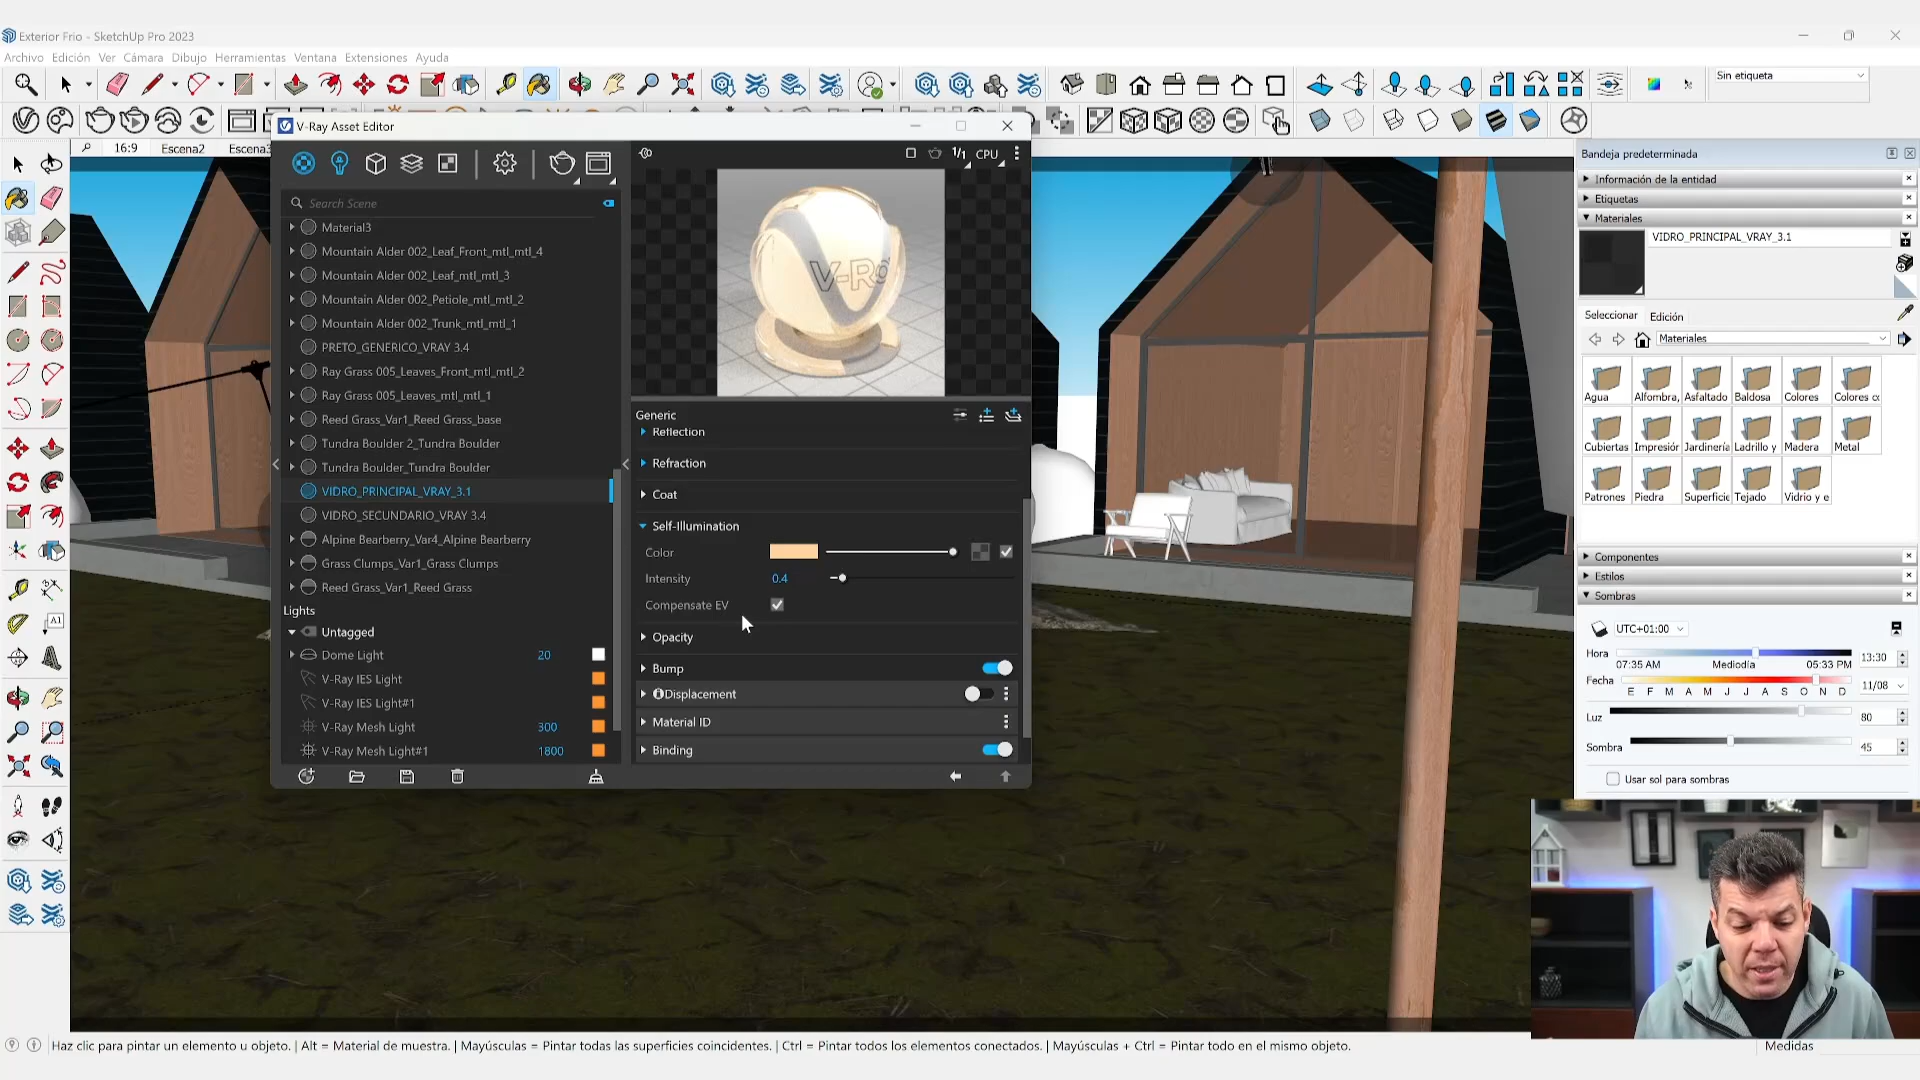 Exterior Frio - SketchUp Pro 2023
Archivo Edición Ver Cámara Dibujo Herramientas Ventana Extensiones Ayuda
Sin etiqueta
V-Ray Asset Editor
16:9 Escena2 Escena3
1/1 CPU
Search Scene
Material3
Mountain Alder 002_Leaf_Front_mtl_mtl_4
Mountain Alder 002_Leaf_mtl_mtl_3
Mountain Alder 002_Petiole_mtl_mtl_2
Mountain Alder 002_Trunk_mtl_mtl_1
PRETO_GENERICO_VRAY 3.4
Ray Grass 005_Leaves_Front_mtl_mtl_2
Ray Grass 005_Leaves_mtl_mtl_1
Reed Grass_Var1_Reed Grass_base
Tundra Boulder 2_Tundra Boulder
Tundra Boulder_Tundra Boulder
VIDRO_PRINCIPAL_VRAY_3.1
VIDRO_SECUNDARIO_VRAY 3.4
Alpine Bearberry_Var4_Alpine Bearberry
Grass Clumps_Var1_Grass Clumps
Reed Grass_Var1_Reed Grass
Lights
Untagged
Dome Light 20
V-Ray IES Light
V-Ray IES Light#1
V-Ray Mesh Light 300
V-Ray Mesh Light#1 1800
Generic
Reflection
Refraction
Coat
Self-Illumination
Color
Intensity 0.4
Compensate EV
Opacity
Bump
Displacement
Material ID
Binding
Bandeja predeterminada
Información de la entidad
Etiquetas
Materiales
VIDRO_PRINCIPAL_VRAY_3.1
Seleccionar Edición
Materiales
Agua Alfombra, Asfaltado Baldosa Colores Colores co
Cubiertas Impresión Jardinería Ladrillo y Madera Metal
Patrones Piedra Superficie Tejado Vidrio y e
Componentes
Estilos
Sombras
UTC+01:00
Hora 13:30
07:35 AM Mediodía 05:33 PM
Fecha 11/08
E F M A M J J A S O N D
Luz 80
Sombra 45
Usar sol para sombras
Haz clic para pintar un elemento u objeto. | Alt = Material de muestra. | Mayúsculas = Pintar todas las superficies coincidentes. | Ctrl = Pintar todos los elementos conectados. | Mayúsculas + Ctrl = Pintar todo en el mismo objeto.
Medidas